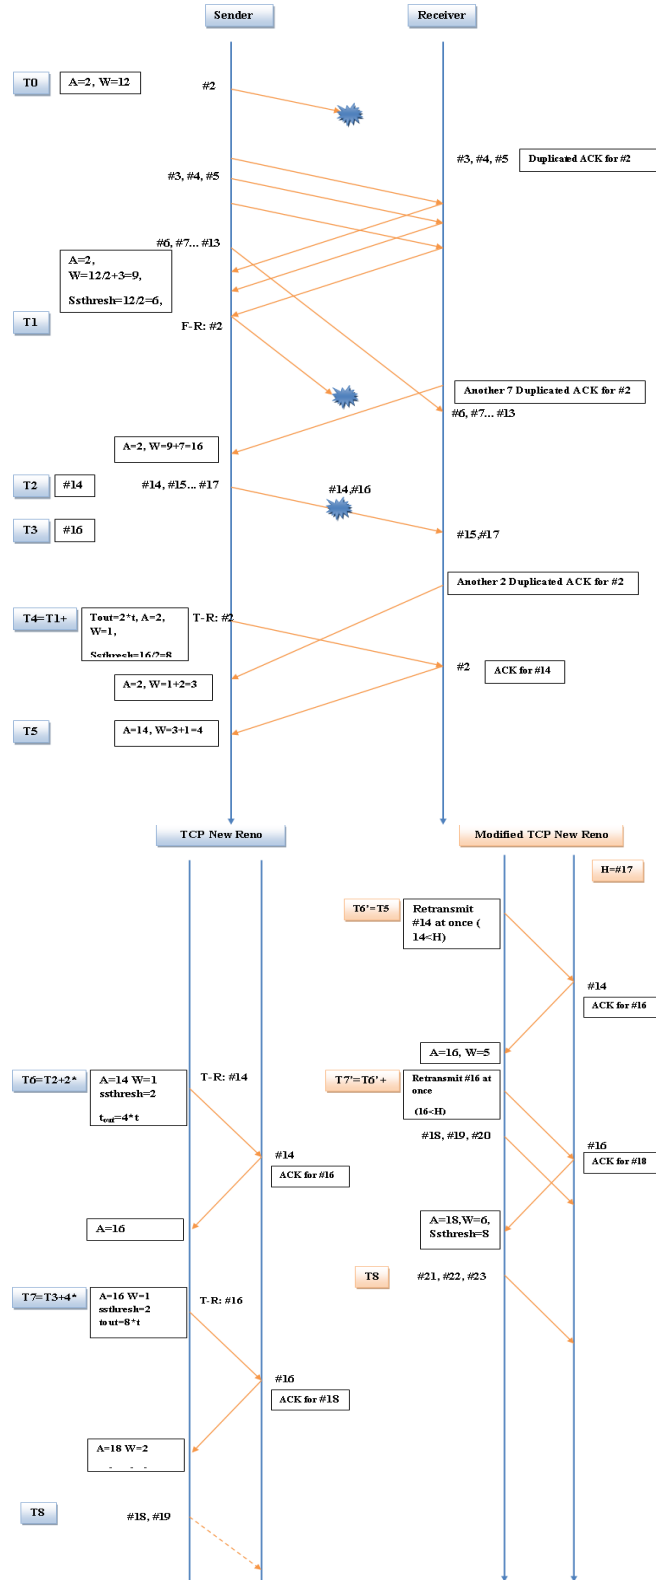 Sender
Receiver
T0
A=2, W=12
#2
#3, #4, #5
#3, #4, #5
Duplicated ACK for #2
#6, #7... #13
A=2,
W=12/2+3=9,
Ssthresh=12/2=6,
T1
F-R: #2
Another 7 Duplicated ACK for #2
#6, #7... #13
A=2, W=9+7=16
T2
#14
#14, #15... #17
#14,#16
T3
#16
#15,#17
Another 2 Duplicated ACK for #2
T4=T1+
Tout=2*t, A=2,
W=1,
Ssthresh=16/2=8
T-R: #2
#2
ACK for #14
A=2, W=1+2=3
T5
A=14, W=3+1=4
TCP New Reno
Modified TCP New Reno
H=#17
T6'=T5
Retransmit
#14 at once (
14<H)
#14
ACK for #16
A=16, W=5
T6=T2+2*
A=14 W=1
ssthresh=2
tout=4*t
T-R: #14
T7'=T6'+
Retransmit #16 at
once
(16<H)
#18, #19, #20
#16
ACK for #18
#14
ACK for #16
A=16
A=18,W=6,
Ssthresh=8
T8
#21, #22, #23
T7=T3+4*
A=16 W=1
ssthresh=2
tout=8*t
T-R: #16
#16
ACK for #18
A=18 W=2
T8
#18, #19